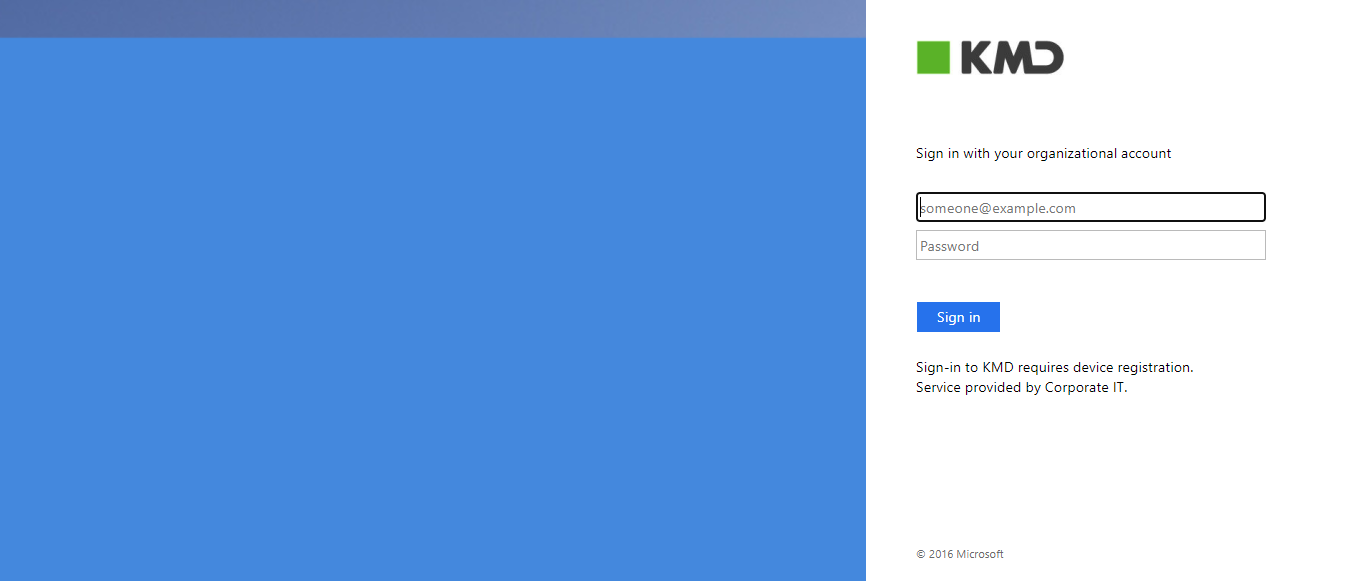 KMD
Sign in with your organizational account
someone@example.com
Password
Sign in
Sign-in to KMD requires device registration.
Service provided by Corporate IT.
© 2016 Microsoft